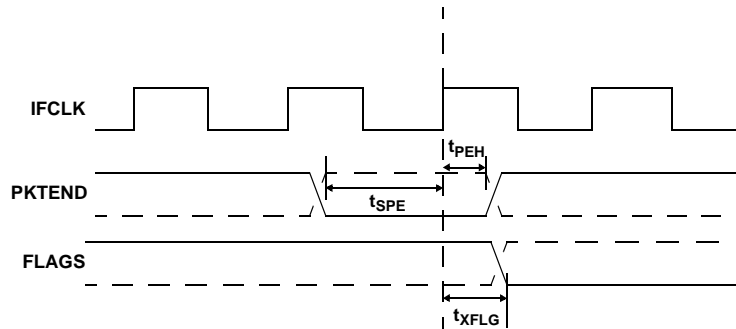 IFCLK
tPEH
PKTEND
tSPE
FLAGS
tXFLG